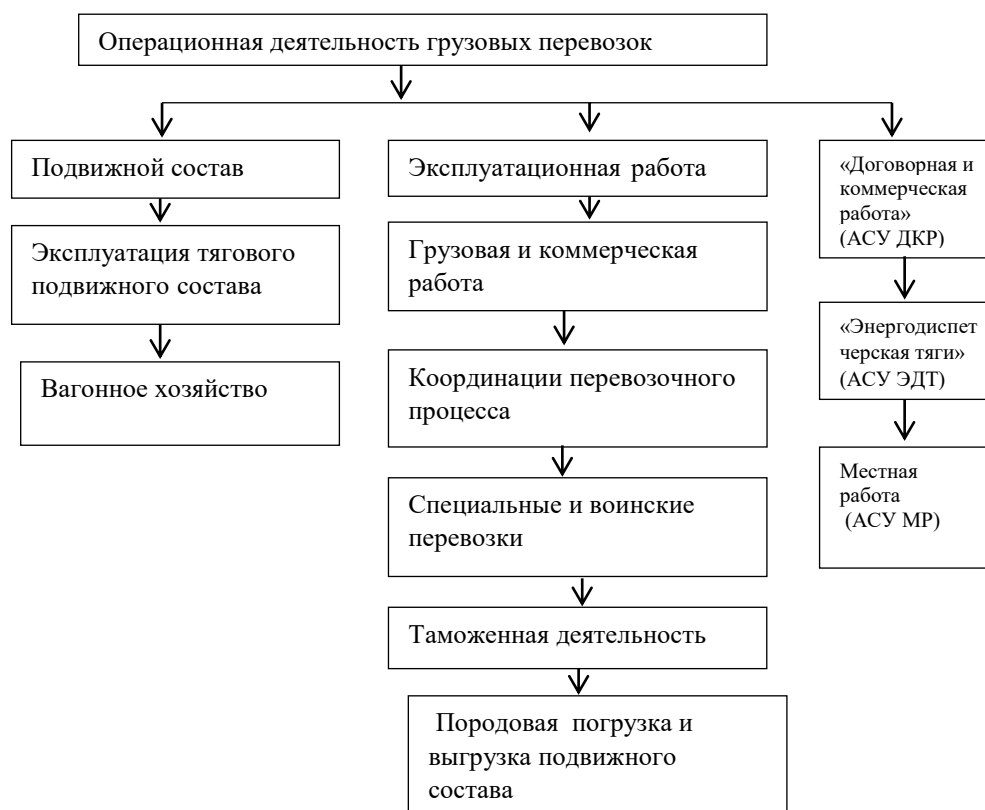 Операционная деятельность грузовых перевозок
Подвижной состав
Эксплуатация тягового
подвижного состава
Вагонное хозяйство
Эксплуатационная работа
Грузовая и коммерческая
работа
Координации перевозочного
процесса
Специальные и воинские
перевозки
Таможенная деятельность
Породовая погрузка и
выгрузка подвижного
состава
«Договорная и
коммерческая
работа»
(АСУ ДКР)
«Энергодиспет
черская тяги»
(АСУ ЭДТ)
Местная
работа
(АСУ МР)